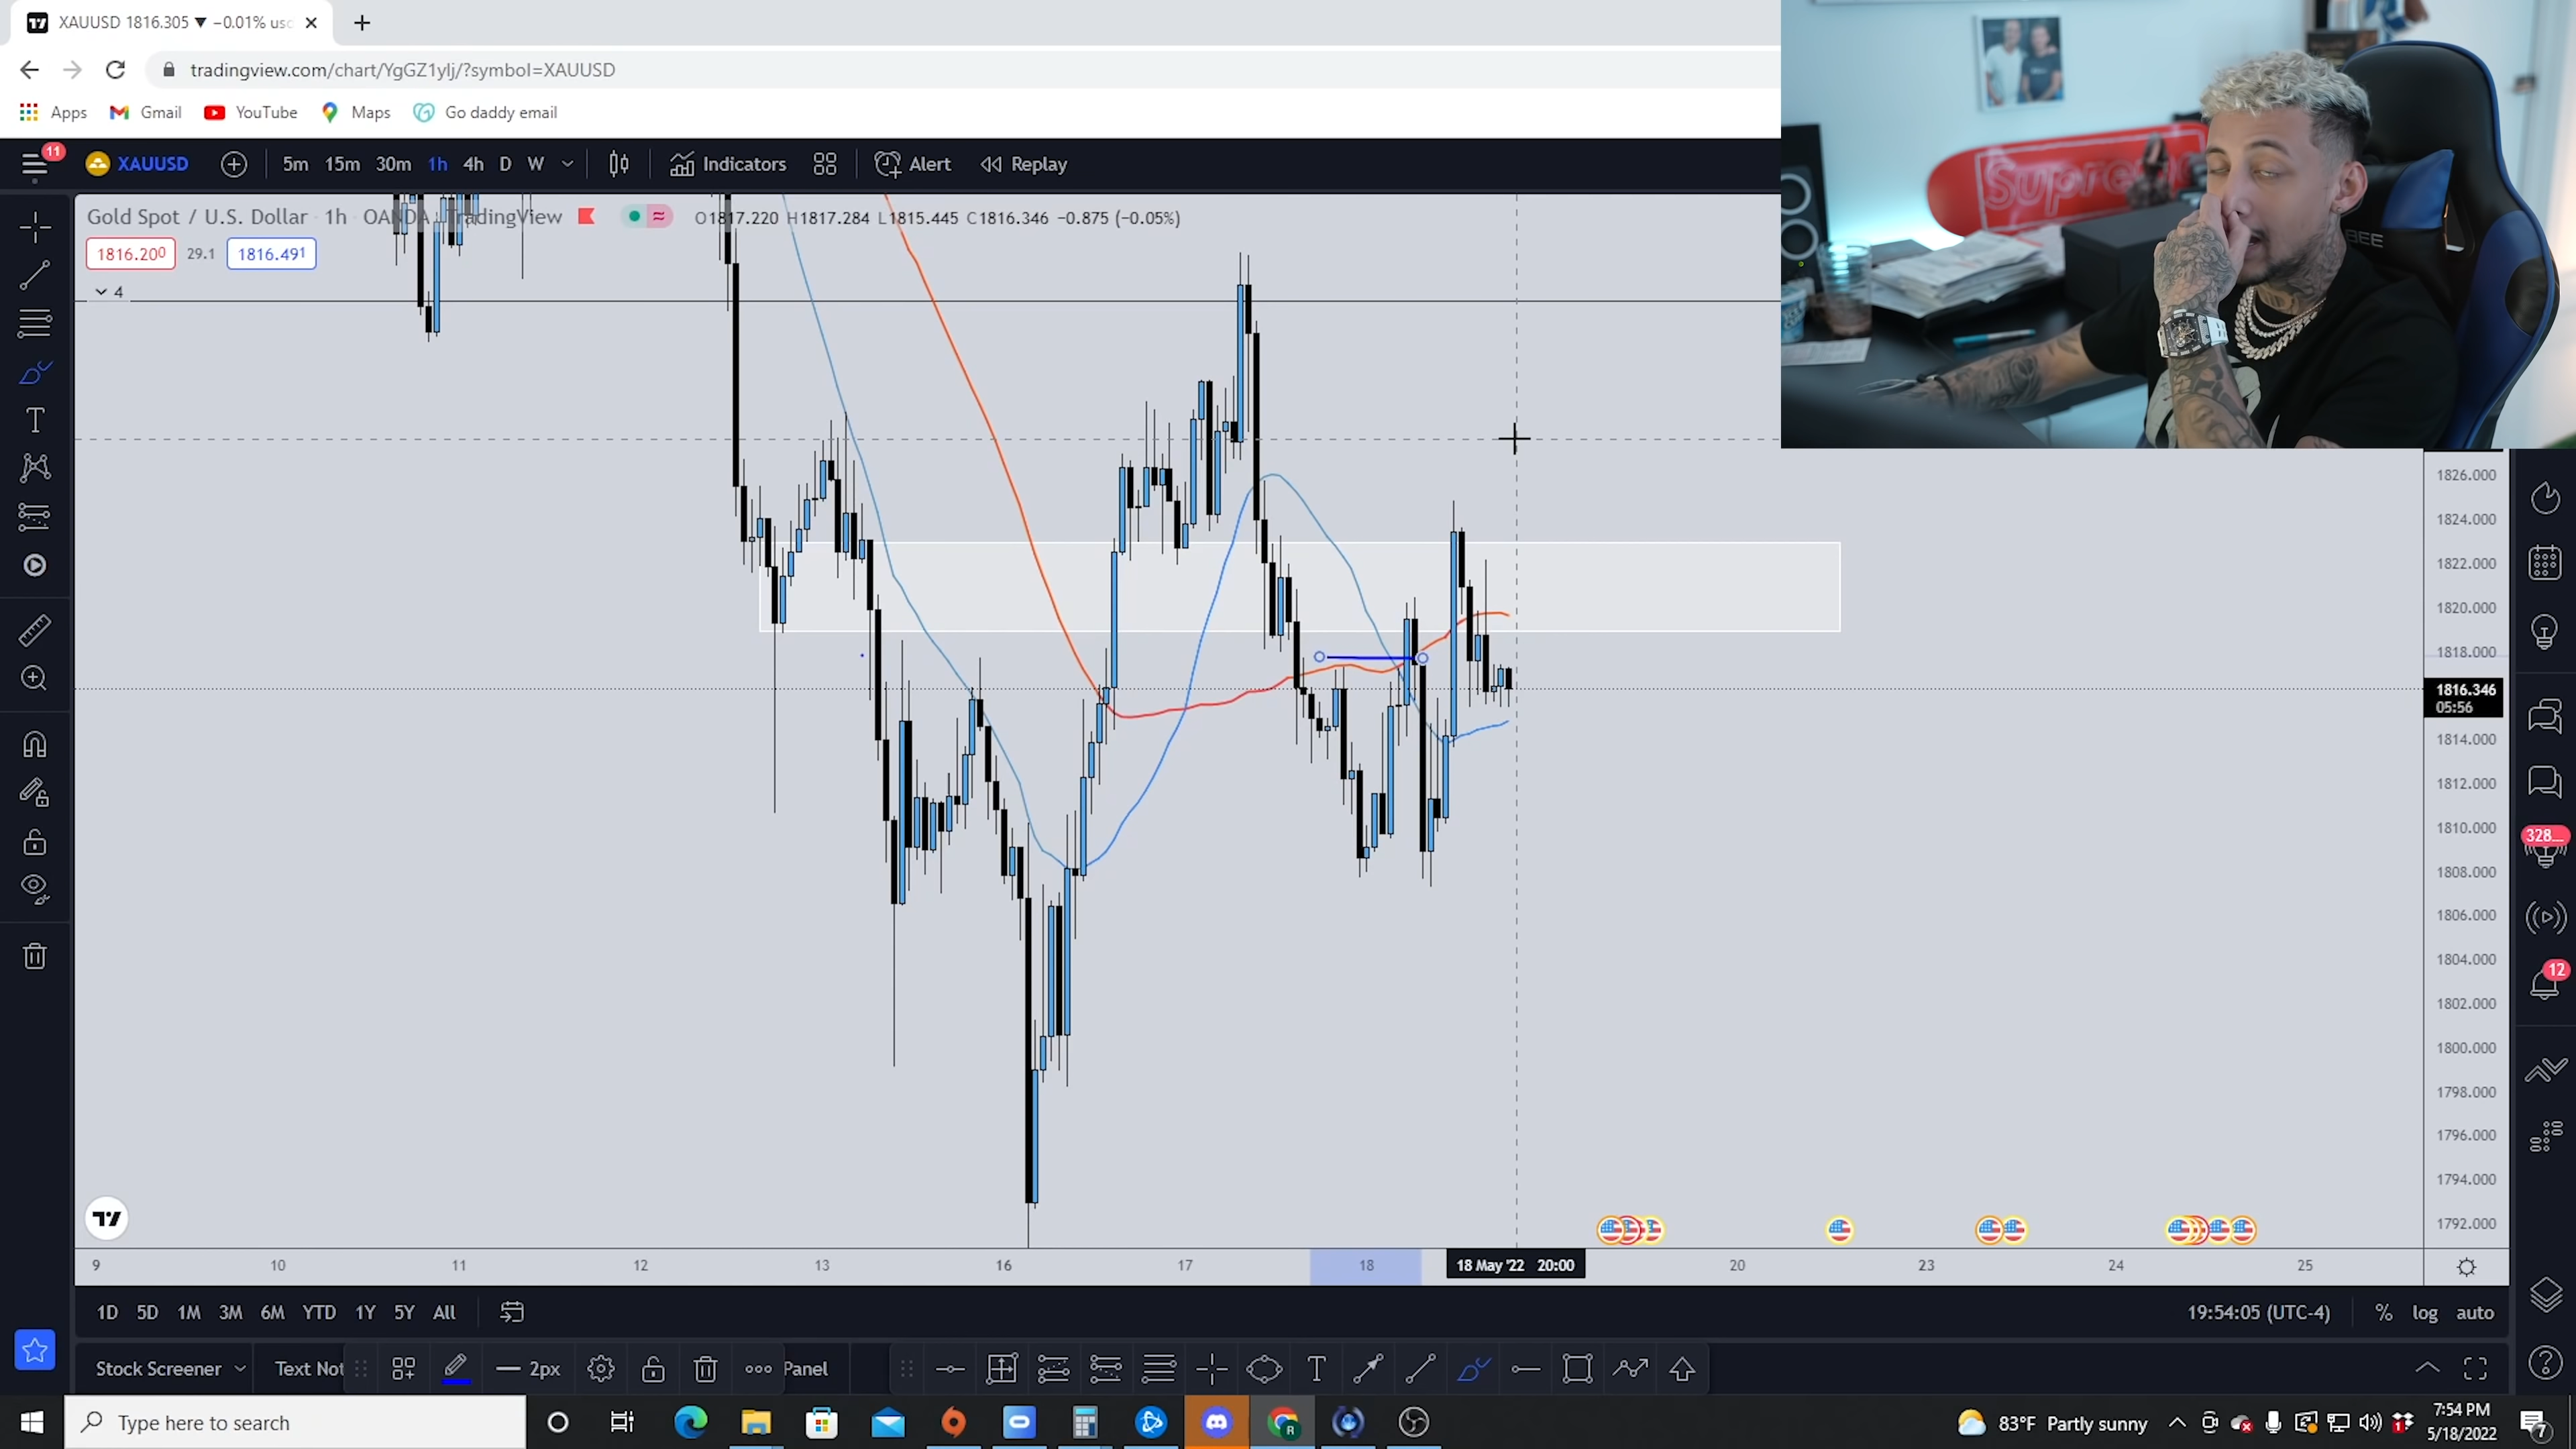 XAUUSD 1816.305 ▼ −0.01%
tradingview.com/chart/YgGZ1ylj/?symbol=XAUUSD
Apps Gmail YouTube Maps Go daddy email
11 XAUUSD 5m 15m 30m 1h 4h D W Indicators Alert Replay
Gold Spot / U.S. Dollar · 1h · OANDA · TradingView O1817.220 H1817.284 L1815.445 C1816.346 −0.875 (−0.05%)
1816.200 29.1 1816.491
4
Supreme
BEE
1826.000
1824.000
1822.000
1820.000
1818.000
1816.346
05:56
1814.000
1812.000
1810.000
1808.000
1806.000
1804.000
1802.000
1800.000
1798.000
1796.000
1794.000
1792.000
328...
12
9 10 11 12 13 16 17 18 18 May '22 20:00 20 23 24 25
1D 5D 1M 3M 6M YTD 1Y 5Y All 19:54:05 (UTC-4) % log auto
Stock Screener Text Not 2px Panel
Type here to search 83°F Partly sunny 7:54 PM
5/18/2022
7